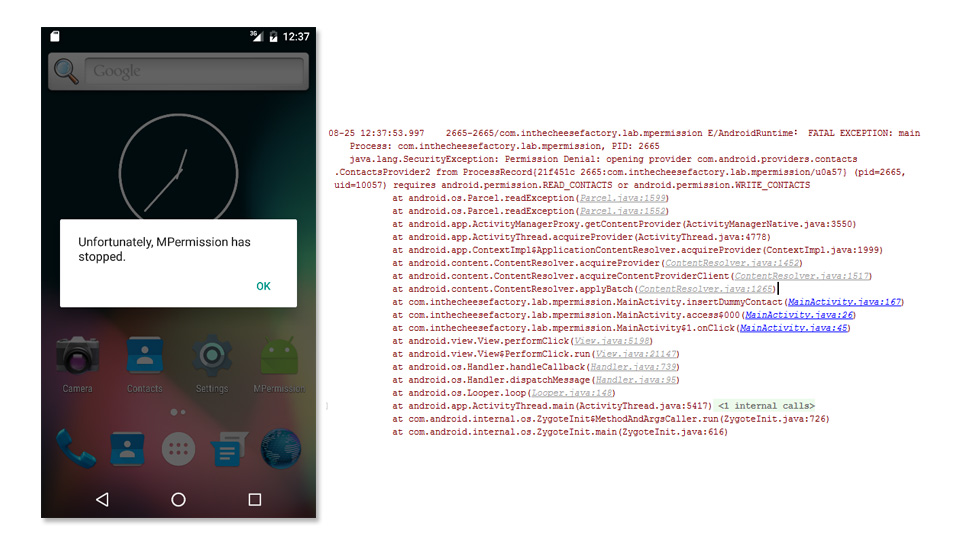 3G 12:37
Google
Unfortunately, MPermission has
stopped.
OK
Camera Contacts Settings MPermission
08-25 12:37:53.997 2665-2665/com.inthecheesefactory.lab.mpermission E/AndroidRuntime: FATAL EXCEPTION: main
Process: com.inthecheesefactory.lab.mpermission, PID: 2665
java.lang.SecurityException: Permission Denial: opening provider com.android.providers.contacts
.ContactsProvider2 from ProcessRecord{21f451c 2665:com.inthecheesefactory.lab.mpermission/u0a57} (pid=2665,
uid=10057) requires android.permission.READ_CONTACTS or android.permission.WRITE_CONTACTS
at android.os.Parcel.readException(Parcel.java:1599)
at android.os.Parcel.readException(Parcel.java:1552)
at android.app.ActivityManagerProxy.getContentProvider(ActivityManagerNative.java:3550)
at android.app.ActivityThread.acquireProvider(ActivityThread.java:4778)
at android.app.ContextImpl$ApplicationContentResolver.acquireProvider(ContextImpl.java:1999)
at android.content.ContentResolver.acquireProvider(ContentResolver.java:1452)
at android.content.ContentResolver.acquireContentProviderClient(ContentResolver.java:1517)
at android.content.ContentResolver.applyBatch(ContentResolver.java:1265)
at com.inthecheesefactory.lab.mpermission.MainActivity.insertDummyContact(MainActivity.java:167)
at com.inthecheesefactory.lab.mpermission.MainActivity.access$000(MainActivity.java:26)
at com.inthecheesefactory.lab.mpermission.MainActivity$1.onClick(MainActivity.java:45)
at android.view.View.performClick(View.java:5198)
at android.view.View$PerformClick.run(View.java:21147)
at android.os.Handler.handleCallback(Handler.java:739)
at android.os.Handler.dispatchMessage(Handler.java:95)
at android.os.Looper.loop(Looper.java:148)
at android.app.ActivityThread.main(ActivityThread.java:5417) <1 internal calls>
at com.android.internal.os.ZygoteInit$MethodAndArgsCaller.run(ZygoteInit.java:726)
at com.android.internal.os.ZygoteInit.main(ZygoteInit.java:616)